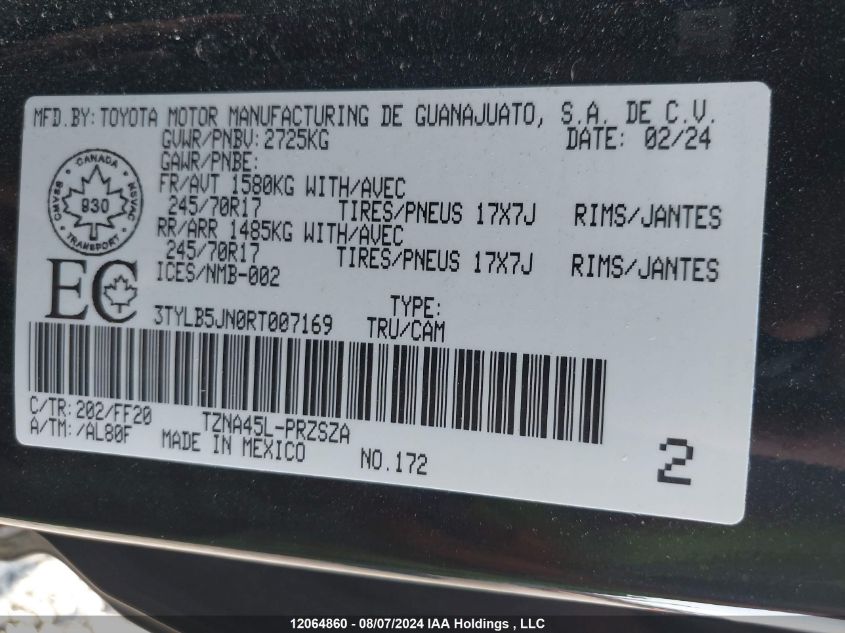 MFD.BY: TOYOTA MOTOR MANUFACTURING DE GUANAJUATO, S.A. DE C.V.
GVWR/PNBV: 2725KG DATE: 02/24
GAWR/PNBE:
FR/AVT 1580KG WITH/AVEC
245/70R17 TIRES/PNEUS 17X7J RIMS/JANTES
RR/ARR 1485KG WITH/AVEC
245/70R17 TIRES/PNEUS 17X7J RIMS/JANTES
ICES/NMB-002
CANADA
CMVSS 930 NSVAC
TRANSPORT
EC
3TYLB5JN0RT007169 TYPE:
TRU/CAM
C/TR: 202/FF20 TZNA45L-PRZSZA
A/TM: /AL80F MADE IN MEXICO NO.172
2
12064860 - 08/07/2024 IAA Holdings , LLC